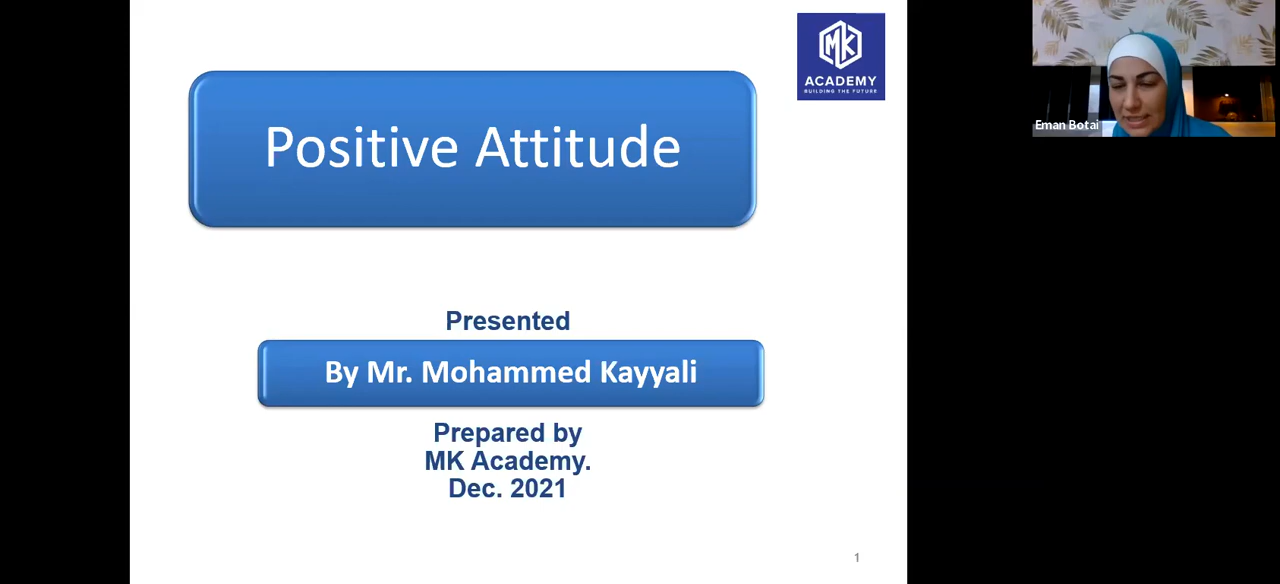 MK
ACADEMY
BUILDING THE FUTURE
Positive Attitude
Eman Botai
Presented
By Mr. Mohammed Kayyali
Prepared by
MK Academy.
Dec. 2021
1